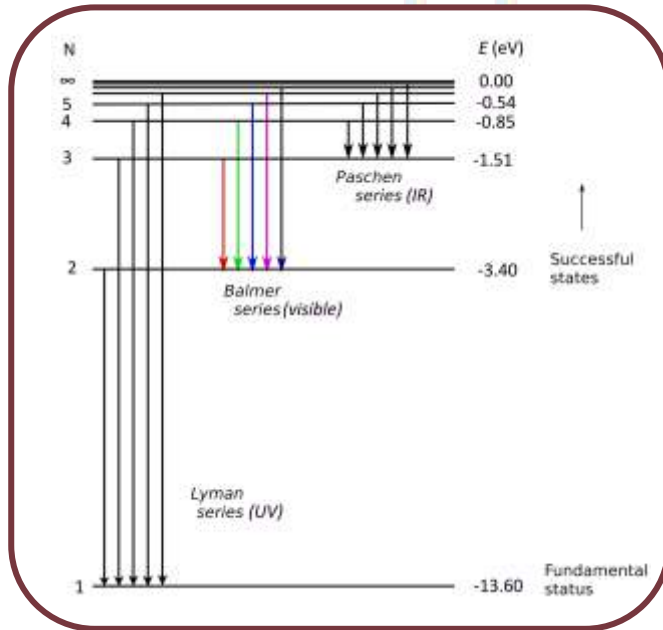 N
E (eV)
∞
0.00
5
-0.54
4
-0.85
3
-1.51
Paschen
series (IR)
2
-3.40
Successful
states
Balmer
series (visible)
Lyman
series (UV)
1
-13.60
Fundamental
status